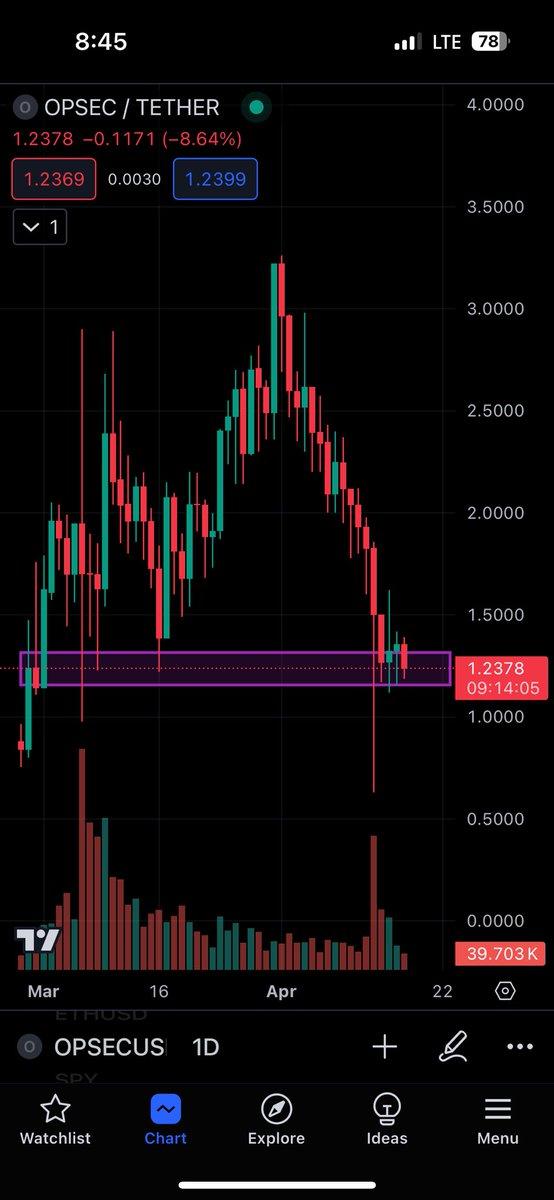 8:45 LTE 78
O OPSEC / TETHER
1.2378 −0.1171 (−8.64%)
1.2369 0.0030 1.2399
1
4.0000
3.5000
3.0000
2.5000
2.0000
1.5000
1.2378
09:14:05
1.0000
0.5000
0.0000
39.703 K
Mar 16 Apr 22
ETHUSD
O OPSECUS 1D
SPY
Watchlist Chart Explore Ideas Menu